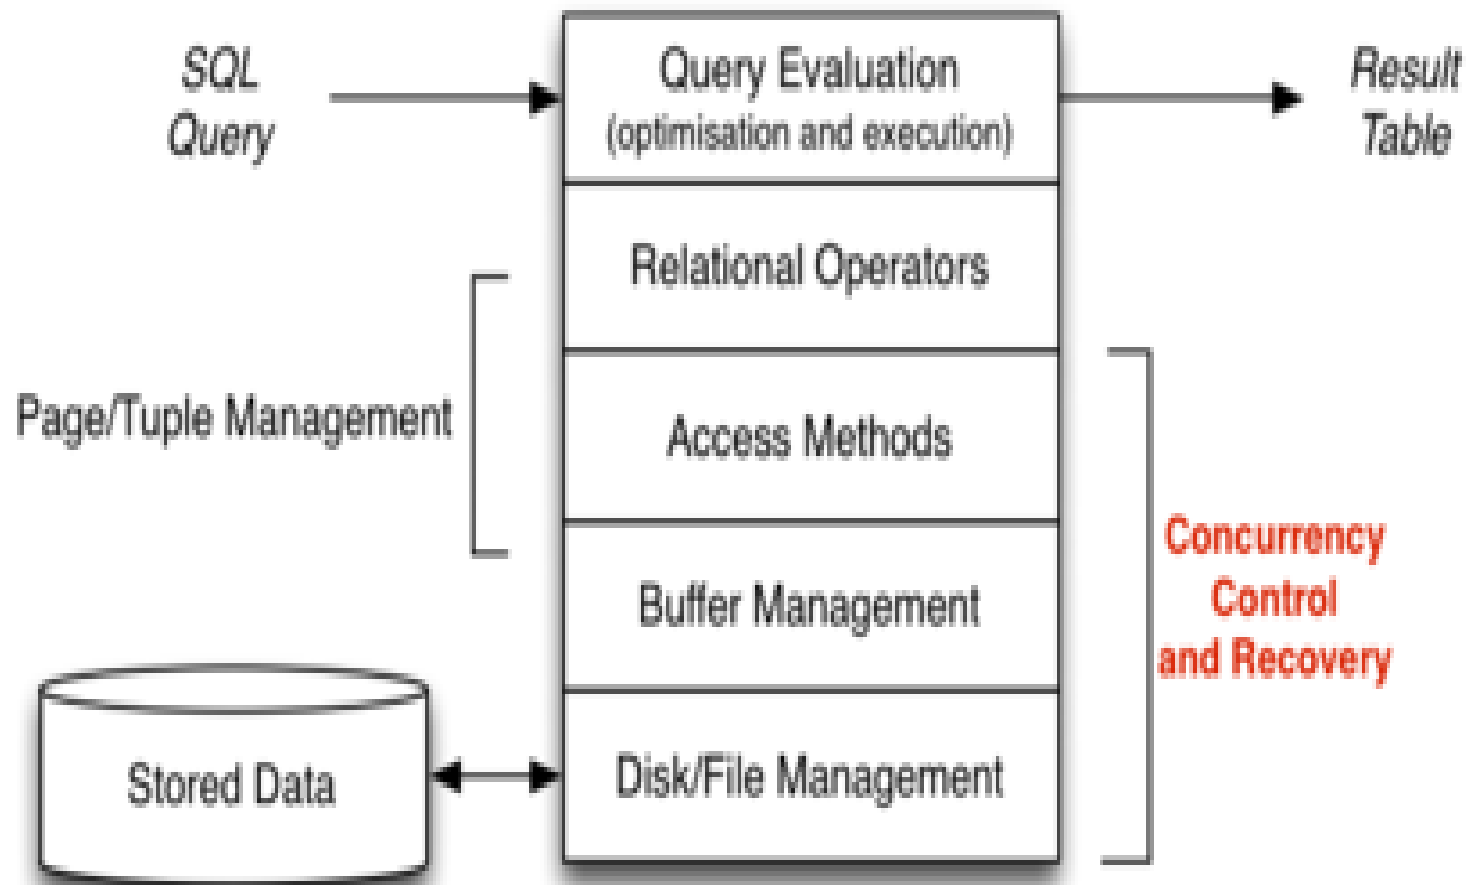 SQL
Query
Query Evaluation
(optimisation and execution)
Result
Table
Relational Operators
Page/Tuple Management
Access Methods
Concurrency
Control
and Recovery
Buffer Management
Stored Data
Disk/File Management